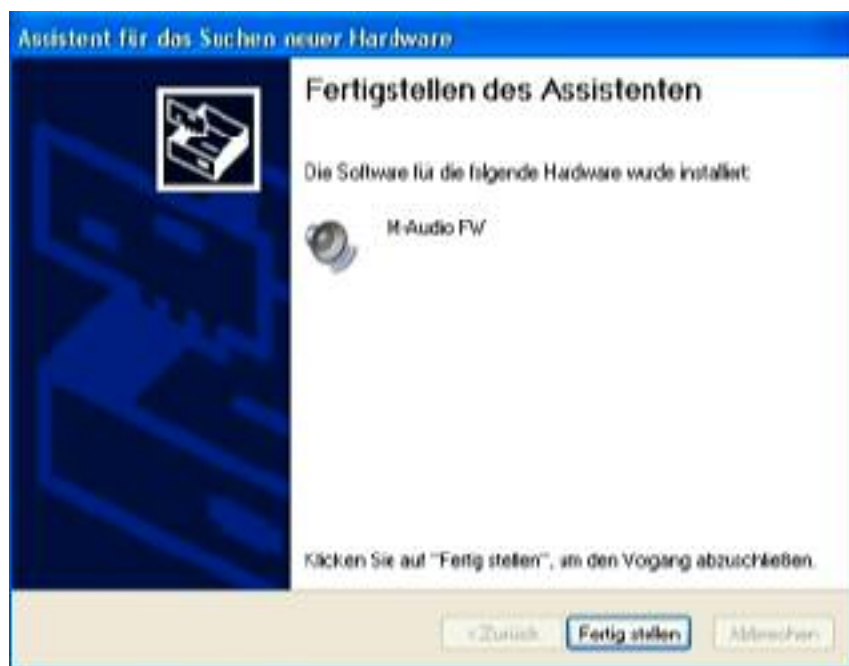 Assistent für das Suchen neuer Hardware
Fertigstellen des Assistenten
Die Software für die folgende Hardware wurde installiert:
M-Audio FW
Klicken Sie auf "Fertig stellen", um den Vogang abzuschließen.
< Zurück Fertig stellen Abbrechen